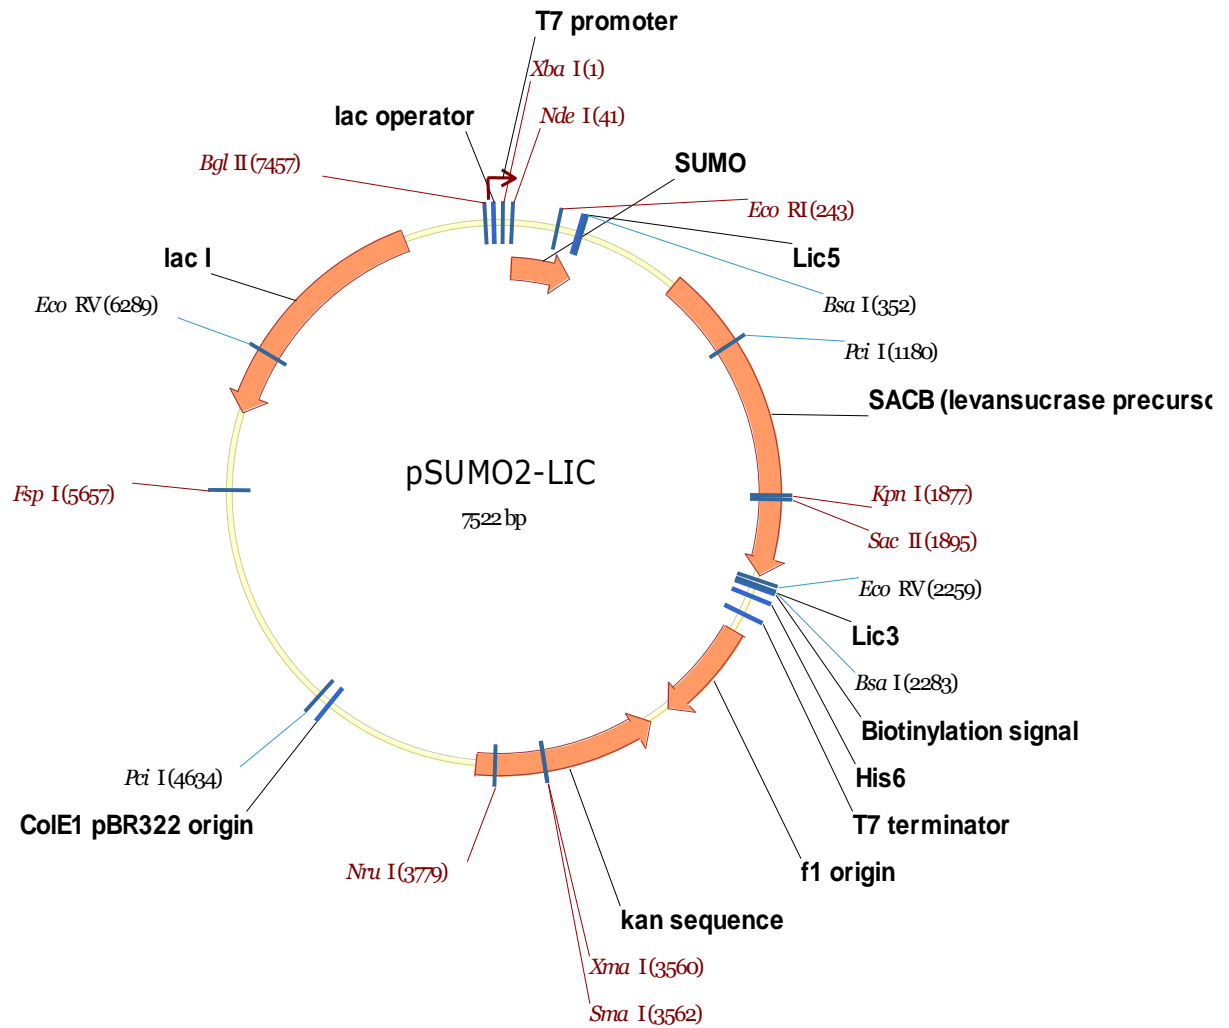 T7 promoter
Xba I (1)
lac operator
Nde I (41)
Bgl II (7457)
SUMO
Eco RI (243)
lac I
Lic5
Eco RV (6289)
Bsa I (352)
Pci I (1180)
SACB (levansucrase precurso
pSUMO2-LIC
7522 bp
Fsp I (5657)
Kpn I (1877)
Sac II (1895)
Eco RV (2259)
Lic3
Bsa I (2283)
Biotinylation signal
Pci I (4634)
His6
ColE1 pBR322 origin
T7 terminator
Nru I (3779)
f1 origin
kan sequence
Xma I (3560)
Sma I (3562)